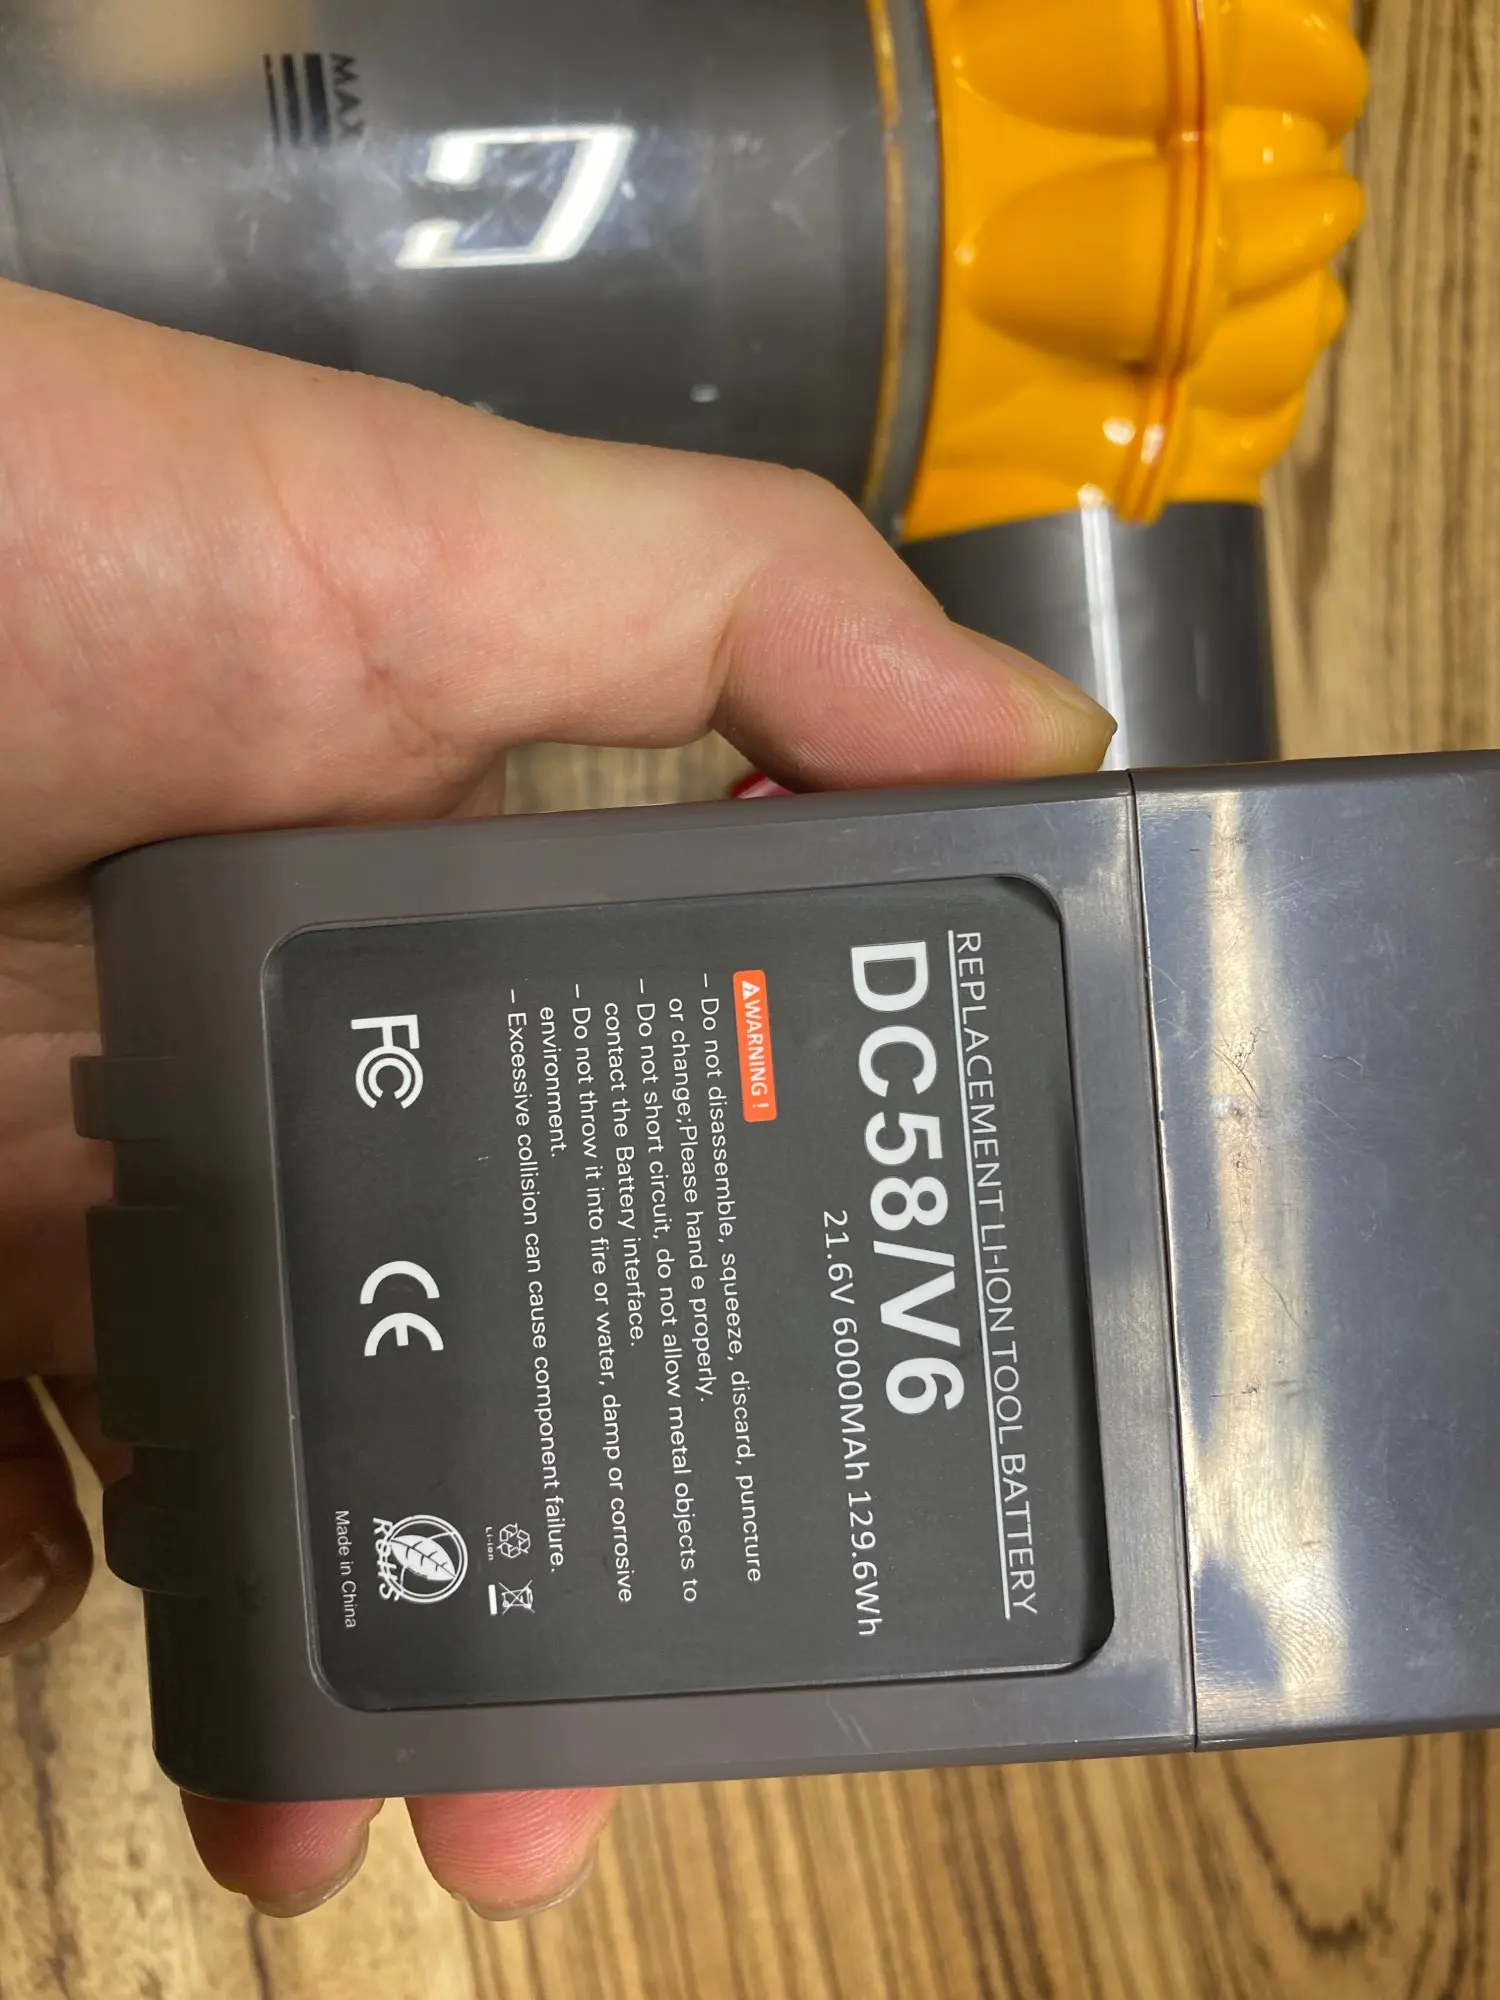 MAX
REPLACEMENT LI-ION TOOL BATTERY
DC58/V6
21.6V 6000MAh 129.6Wh
WARNING !
– Do not disassemble, squeeze, discard, puncture
or change;Please hand e properly.
– Do not short circuit, do not allow metal objects to
contact the Battery interface.
– Do not throw it into fire or water, damp or corrosive
environment.
– Excessive collision can cause component failure.
Li-ion
FC
CE
ROHS
Made in China